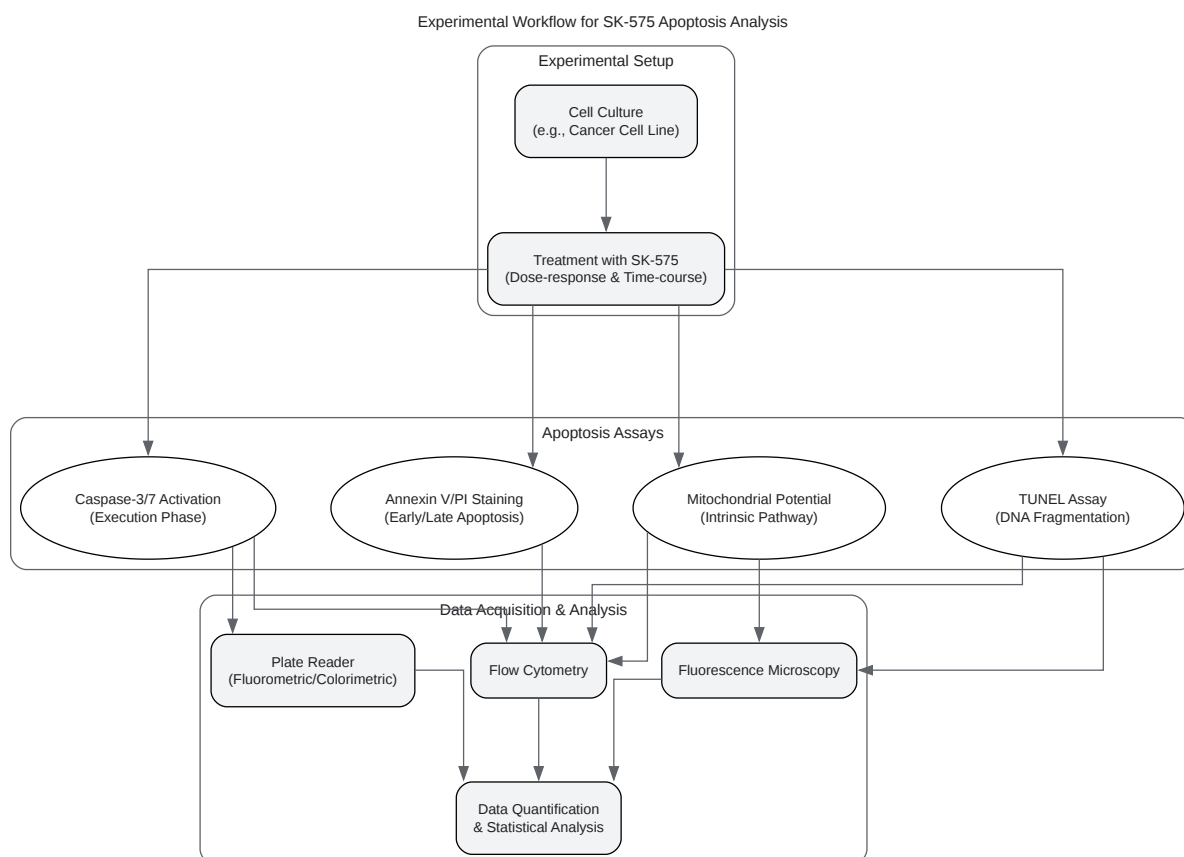 Experimental Workflow for SK-575 Apoptosis Analysis
Experimental Setup
Cell Culture
(e.g., Cancer Cell Line)
Treatment with SK-575
(Dose-response & Time-course)
Apoptosis Assays
Caspase-3/7 Activation
(Execution Phase)
Annexin V/PI Staining
(Early/Late Apoptosis)
Mitochondrial Potential
(Intrinsic Pathway)
TUNEL Assay
(DNA Fragmentation)
Data Acquisition & Analysis
Plate Reader
(Fluorometric/Colorimetric)
Flow Cytometry
Fluorescence Microscopy
Data Quantification
& Statistical Analysis